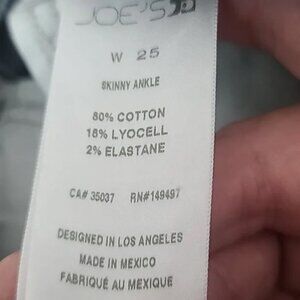 JOE'S
W 25
SKINNY ANKLE
80% COTTON
18% LYOCELL
2% ELASTANE
CA# 35037 RN#149497
DESIGNED IN LOS ANGELES
MADE IN MEXICO
FABRIQUÉ AU MEXIQUE